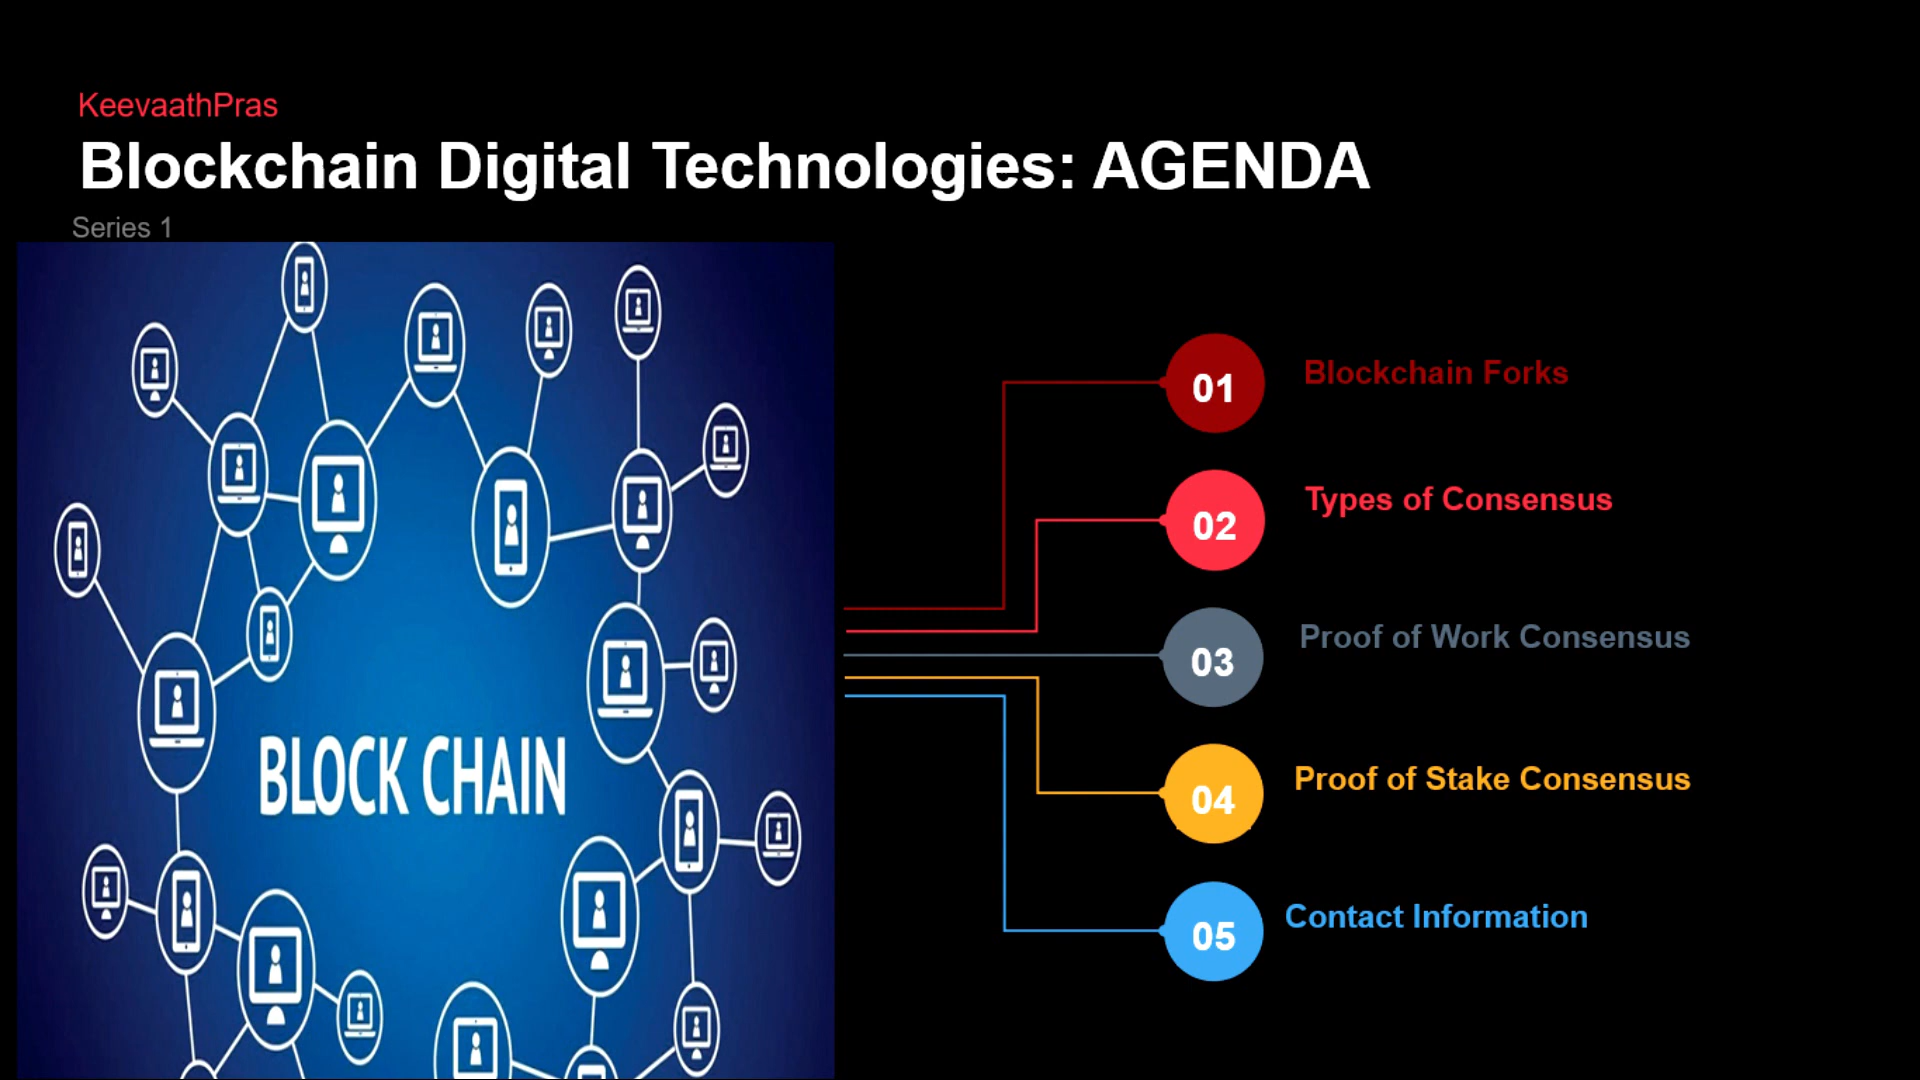 KeevaathPras
Blockchain Digital Technologies: AGENDA
Series 1
BLOCK CHAIN
01 Blockchain Forks
02 Types of Consensus
03 Proof of Work Consensus
04 Proof of Stake Consensus
05 Contact Information